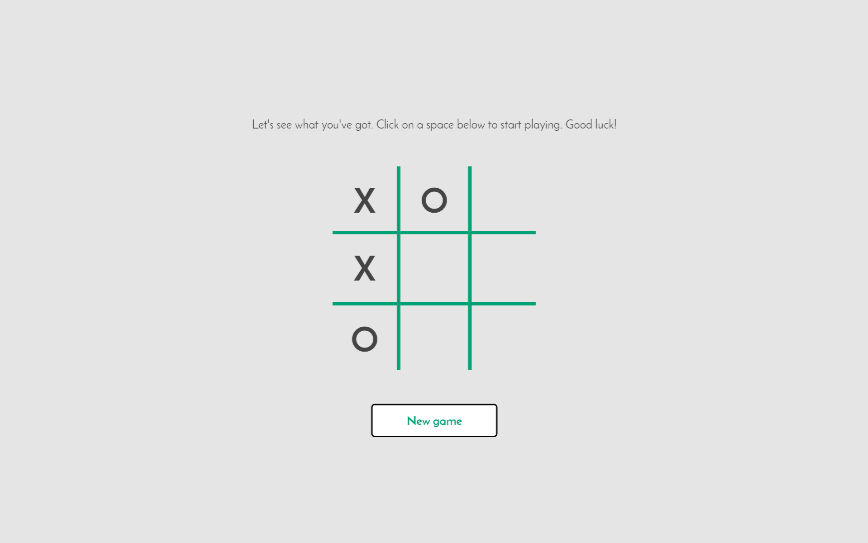 Let's see what you've got. Click on a space below to start playing. Good luck!
X O
X
O
New game